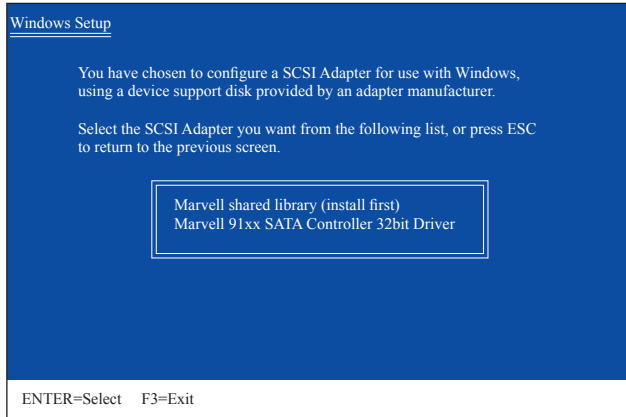 Windows Setup
You have chosen to configure a SCSI Adapter for use with Windows,
using a device support disk provided by an adapter manufacturer.
Select the SCSI Adapter you want from the following list, or press ESC
to return to the previous screen.
Marvell shared library (install first)
Marvell 91xx SATA Controller 32bit Driver
ENTER=Select F3=Exit